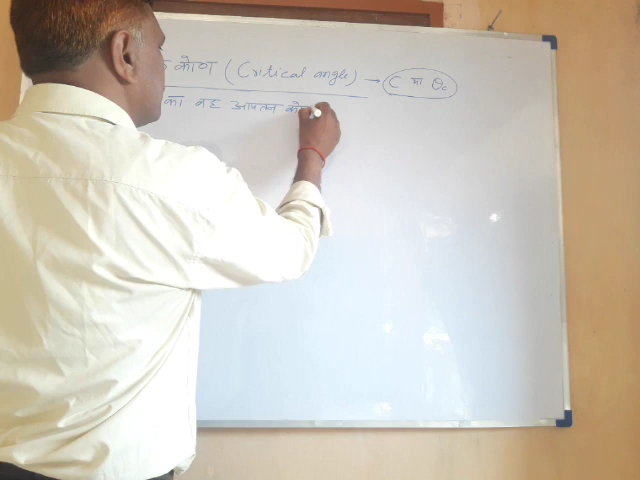 कोण (Critical angle) → C या θc
का वह आपतन